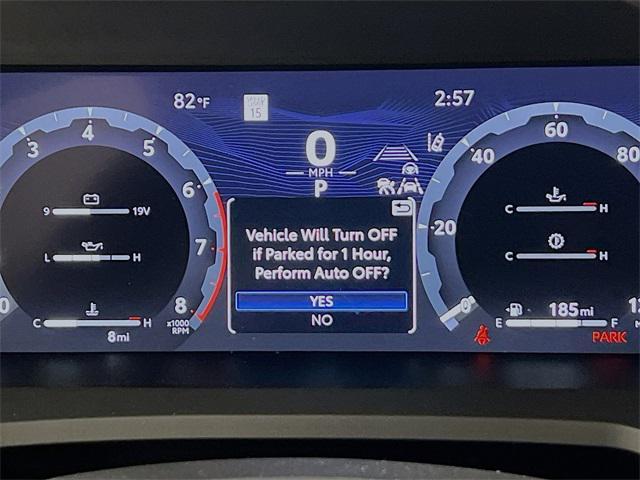 82°F
2:57
15
3
4
5
6
7
8
x1000
RPM
0
MPH
P
9 19V
L H
C H
8mi
Vehicle Will Turn OFF
if Parked for 1 Hour,
Perform Auto OFF?
YES
NO
0
20
40
60
80
C H
C H
185mi
E F
PARK